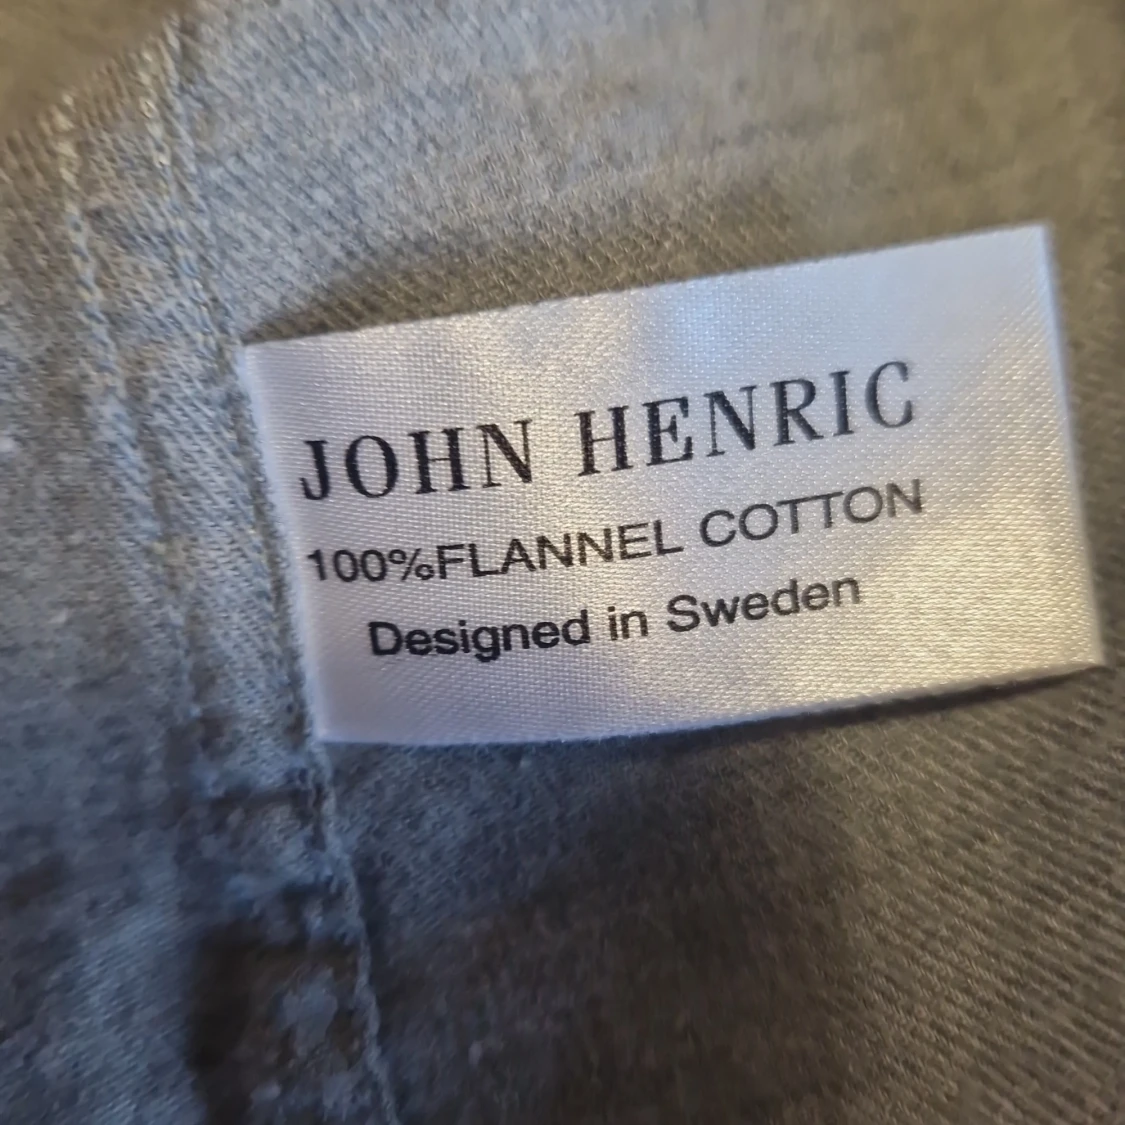 JOHN HENRIC
100%FLANNEL COTTON
Designed in Sweden